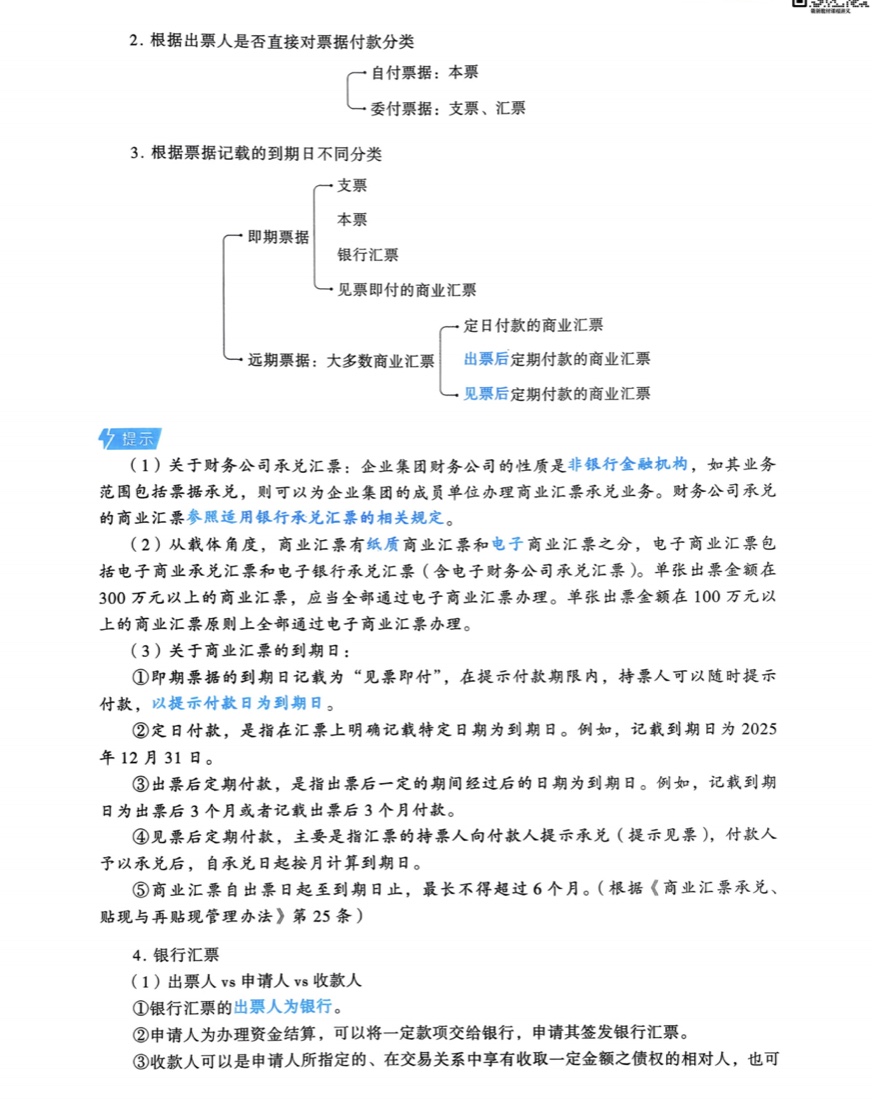 2. 根据出票人是否直接对票据付款分类
自付票据：本票
委付票据：支票、汇票
3. 根据票据记载的到期日不同分类
即期票据
支票
本票
银行汇票
见票即付的商业汇票
远期票据：大多数商业汇票
定日付款的商业汇票
出票后定期付款的商业汇票
见票后定期付款的商业汇票
提示
（1）关于财务公司承兑汇票：企业集团财务公司的性质是非银行金融机构，如其业务
范围包括票据承兑，则可以为企业集团的成员单位办理商业汇票承兑业务。财务公司承兑
的商业汇票参照适用银行承兑汇票的相关规定。
（2）从载体角度，商业汇票有纸质商业汇票和电子商业汇票之分，电子商业汇票包
括电子商业承兑汇票和电子银行承兑汇票（含电子财务公司承兑汇票）。单张出票金额在
300 万元以上的商业汇票，应当全部通过电子商业汇票办理。单张出票金额在 100 万元以
上的商业汇票原则上全部通过电子商业汇票办理。
（3）关于商业汇票的到期日：
①即期票据的到期日记载为“见票即付”，在提示付款期限内，持票人可以随时提示
付款，以提示付款日为到期日。
②定日付款，是指在汇票上明确记载特定日期为到期日。例如，记载到期日为 2025
年 12 月 31 日。
③出票后定期付款，是指出票后一定的期间经过后的日期为到期日。例如，记载到期
日为出票后 3 个月或者记载出票后 3 个月付款。
④见票后定期付款，主要是指汇票的持票人向付款人提示承兑（提示见票），付款人
予以承兑后，自承兑日起按月计算到期日。
⑤商业汇票自出票日起至到期日止，最长不得超过 6 个月。（根据《商业汇票承兑、
贴现与再贴现管理办法》第 25 条）
4. 银行汇票
（1）出票人 vs 申请人 vs 收款人
①银行汇票的出票人为银行。
②申请人为办理资金结算，可以将一定款项交给银行，申请其签发银行汇票。
③收款人可以是申请人所指定的、在交易关系中享有收取一定金额之债权的相对人，也可